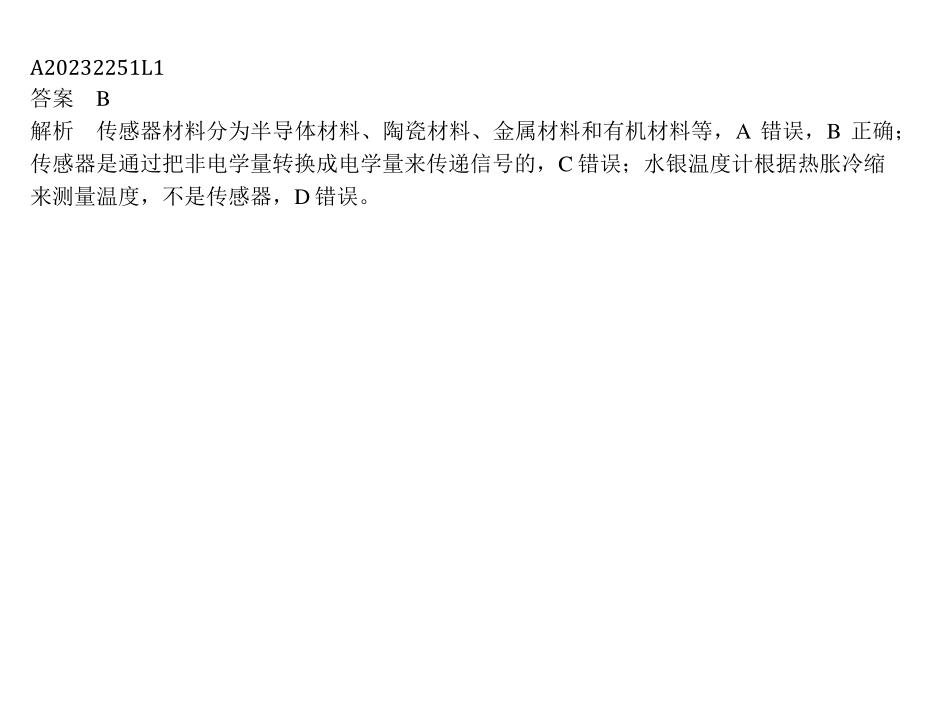 A20232251L1
答案　B
解析　传感器材料分为半导体材料、陶瓷材料、金属材料和有机材料等，A 错误，B 正确；
传感器是通过把非电学量转换成电学量来传递信号的，C 错误；水银温度计根据热胀冷缩
来测量温度，不是传感器，D 错误。